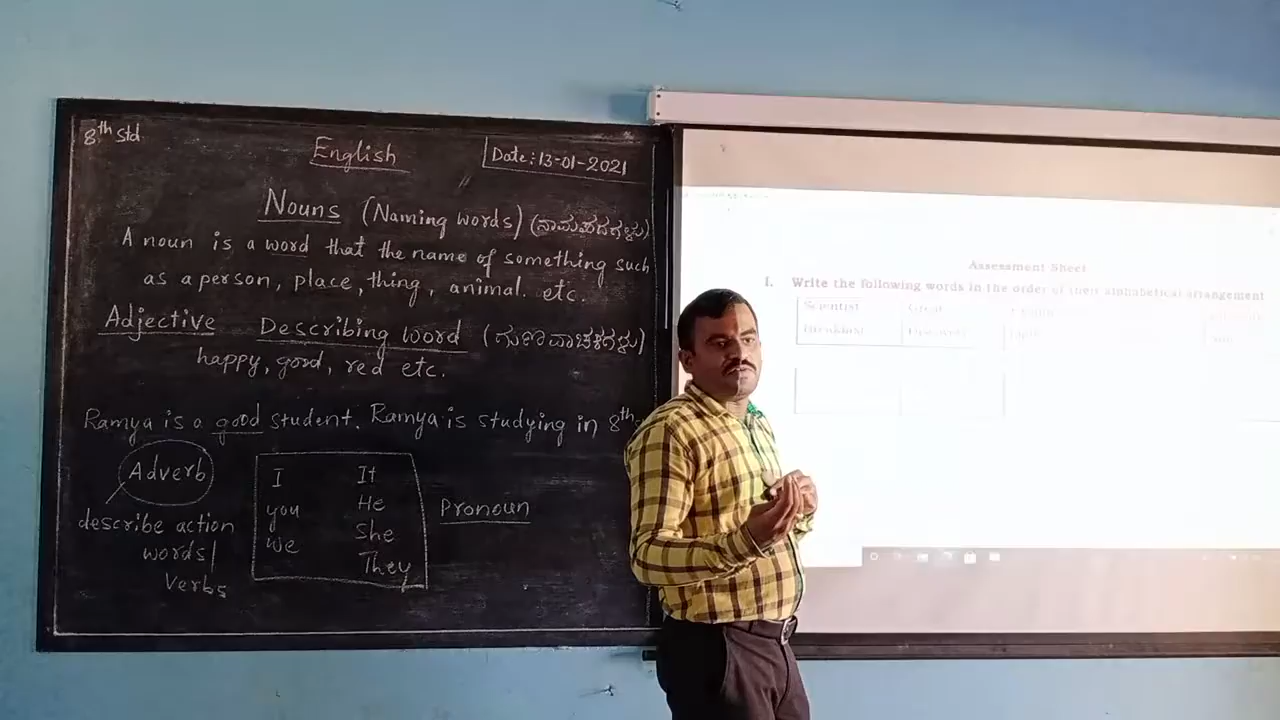 8th Std
English
Date: 13-01-2021
Nouns (Naming words) (ನಾಮಪದಗಳು)
A noun is a word that the name of something such
as a person, place, thing, animal. etc.
Adjective Describing word (ಗುಣವಾಚಕಗಳು)
happy, good, red etc.
Ramya is a good student. Ramya is studying in 8th
Adverb
describe action
words/
Verbs
I It
you He
we She
They
Pronoun
Assessment Sheet
I. Write the following words in the order of their alphabetical arrangement
Scientist Great
Breakfast